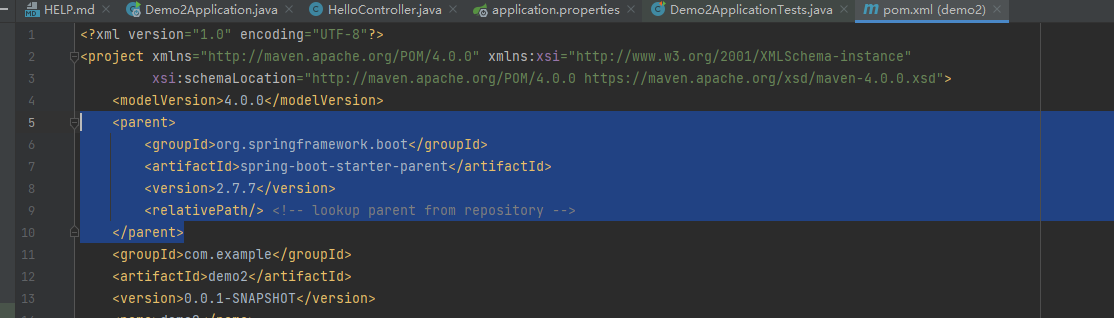 HELP.md × Demo2Application.java × HelloController.java × application.properties × Demo2ApplicationTests.java × pom.xml (demo2) ×
1 <?xml version="1.0" encoding="UTF-8"?>
2 <project xmlns="http://maven.apache.org/POM/4.0.0" xmlns:xsi="http://www.w3.org/2001/XMLSchema-instance"
3 xsi:schemaLocation="http://maven.apache.org/POM/4.0.0 https://maven.apache.org/xsd/maven-4.0.0.xsd">
4 <modelVersion>4.0.0</modelVersion>
5 <parent>
6 <groupId>org.springframework.boot</groupId>
7 <artifactId>spring-boot-starter-parent</artifactId>
8 <version>2.7.7</version>
9 <relativePath/> <!-- lookup parent from repository -->
10 </parent>
11 <groupId>com.example</groupId>
12 <artifactId>demo2</artifactId>
13 <version>0.0.1-SNAPSHOT</version>